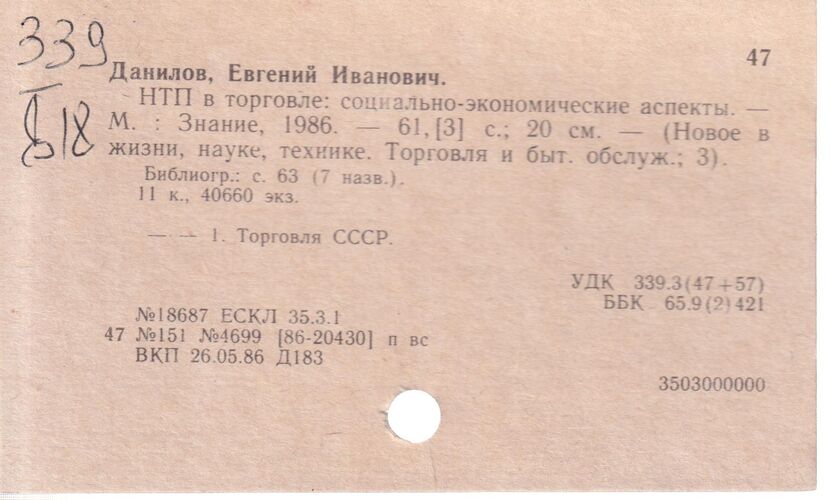 339
Д18
47
Данилов, Евгений Иванович.
НТП в торговле: социально-экономические аспекты. —
М. : Знание, 1986. — 61, [3] с.; 20 см. — (Новое в
жизни, науке, технике. Торговля и быт. обслуж.; 3).
Библиогр.: с. 63 (7 назв.).
11 к., 40660 экз.
— — 1. Торговля СССР.
УДК 339.3(47+57)
ББК 65.9(2)421
№18687 ЕСКЛ 35.3.1
47 №151 №4699 [86-20430] п вс
ВКП 26.05.86 Д183
3503000000